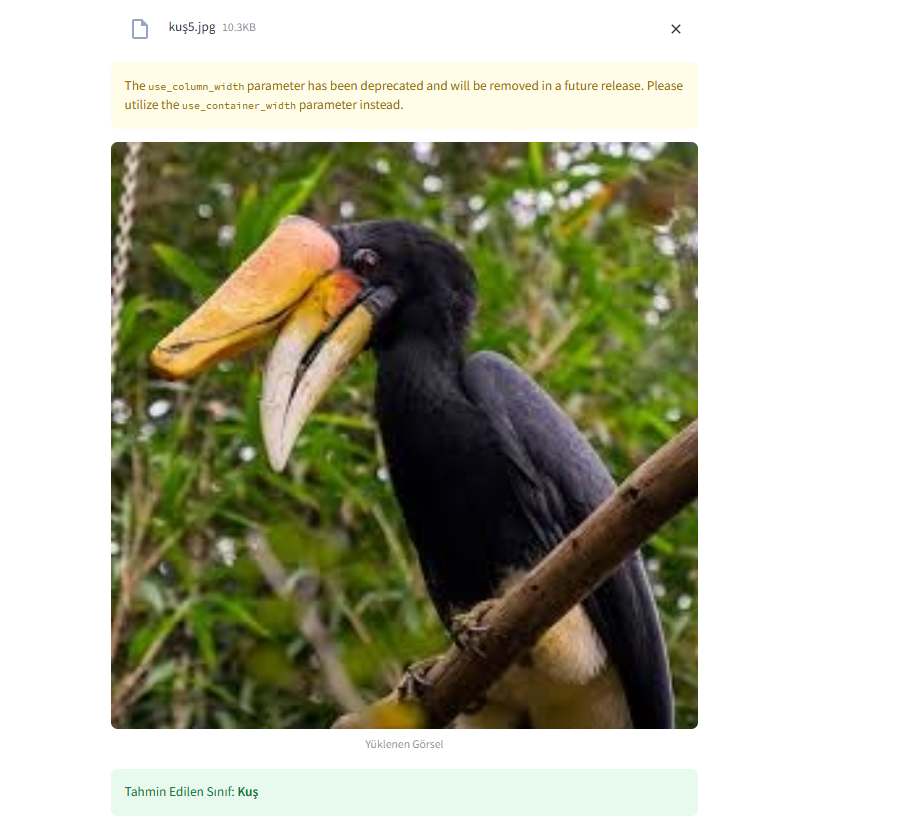 kuş5.jpg 10.3KB
The use_column_width parameter has been deprecated and will be removed in a future release. Please
utilize the use_container_width parameter instead.
Yüklenen Görsel
Tahmin Edilen Sınıf: Kuş